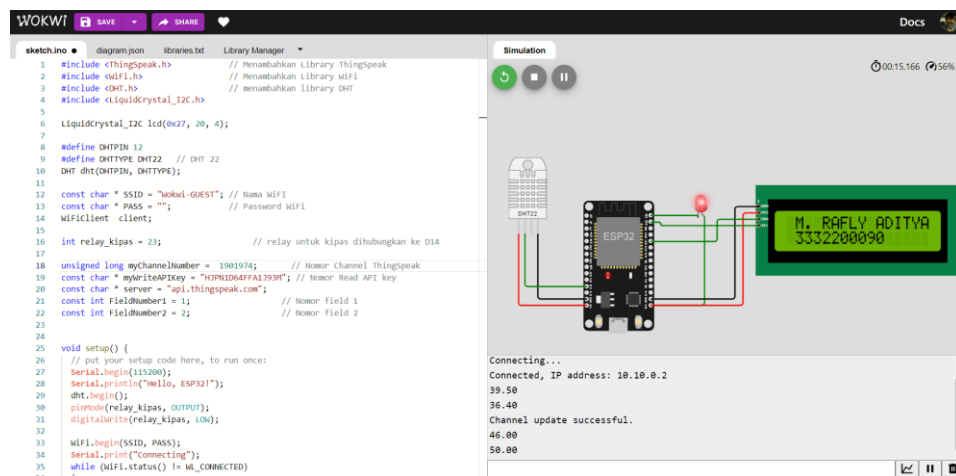 WOKWi SAVE SHARE Docs
sketch.ino diagram.json libraries.txt Library Manager
1 #include <ThingSpeak.h> // Menambahkan Library ThingSpeak
2 #include <WiFi.h> // Menambahkan Library WiFi
3 #include <DHT.h> // menambahkan library DHT
4 #include <LiquidCrystal_I2C.h>
5
6 LiquidCrystal_I2C lcd(0x27, 20, 4);
7
8 #define DHTPIN 12
9 #define DHTTYPE DHT22 // DHT 22
10 DHT dht(DHTPIN, DHTTYPE);
11
12 const char * SSID = "Wokwi-GUEST"; // Nama WiFI
13 const char * PASS = ""; // Password WiFi
14 WiFiClient client;
15
16 int relay_kipas = 23; // relay untuk kipas dihubungkan ke D14
17
18 unsigned long myChannelNumber = 1901974; // Nomor Channel ThingSpeak
19 const char * myWriteAPIKey = "HJPN1D64FFA1J93M"; // Nomor Read API key
20 const char * server = "api.thingspeak.com";
21 const int FieldNumber1 = 1; // Nomor field 1
22 const int FieldNumber2 = 2; // Nomor field 2
23
24
25 void setup() {
26 // put your setup code here, to run once:
27 Serial.begin(115200);
28 Serial.println("Hello, ESP32!");
29 dht.begin();
30 pinMode(relay_kipas, OUTPUT);
31 digitalWrite(relay_kipas, LOW);
32
33 WiFi.begin(SSID, PASS);
34 Serial.print("Connecting");
35 while (WiFi.status() != WL_CONNECTED)
Simulation
00:15.166 56%
DHT22
ESP32
M. RAFLY ADITYA
3332200090
Connecting...
Connected, IP address: 10.10.0.2
39.50
36.40
Channel update successful.
46.00
50.00